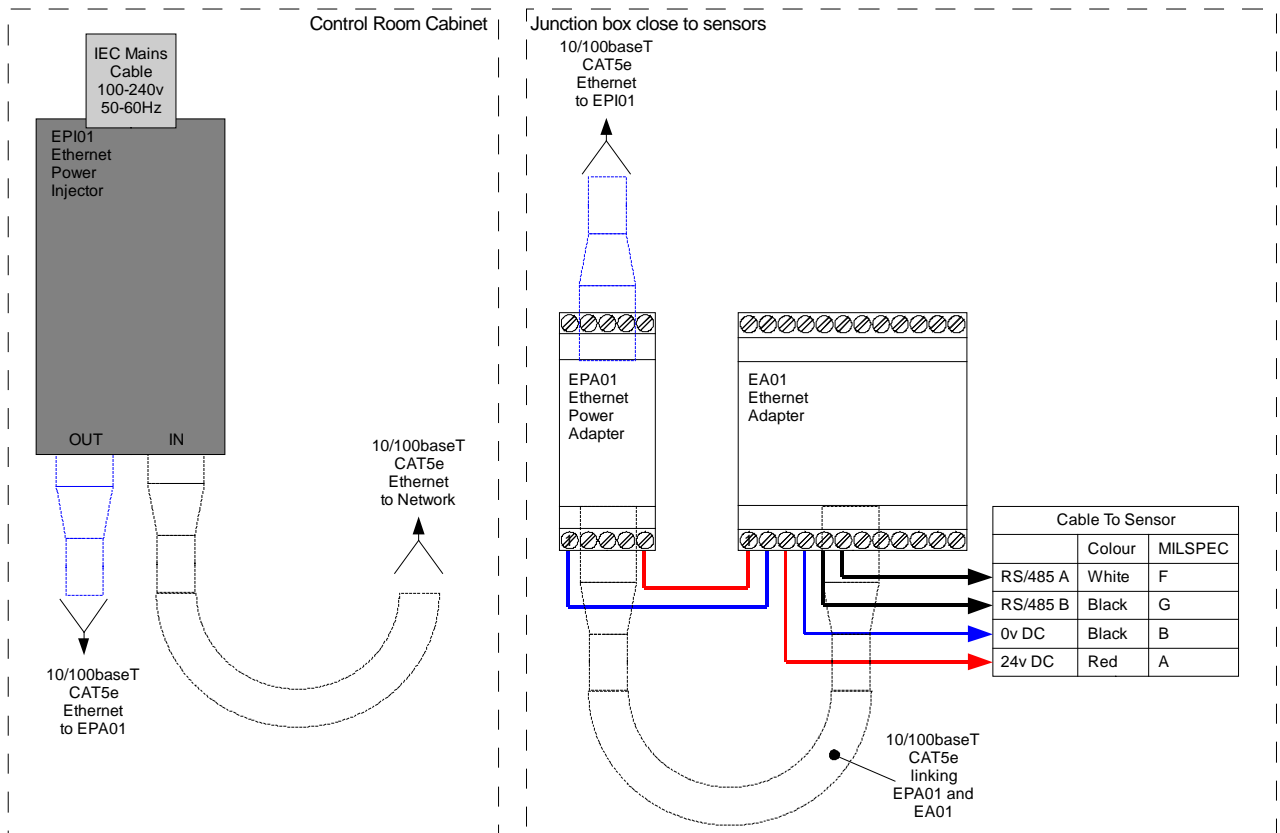 Control Room Cabinet
IEC Mains
Cable
100-240v
50-60Hz
EPI01
Ethernet
Power
Injector
OUT
IN
10/100baseT
CAT5e
Ethernet
to Network
10/100baseT
CAT5e
Ethernet
to EPA01
Junction box close to sensors
10/100baseT
CAT5e
Ethernet
to EPI01
EPA01
Ethernet
Power
Adapter
1
EA01
Ethernet
Adapter
1
Cable To Sensor
Colour MILSPEC
RS/485 A White F
RS/485 B Black G
0v DC Black B
24v DC Red A
10/100baseT
CAT5e
linking
EPA01 and
EA01